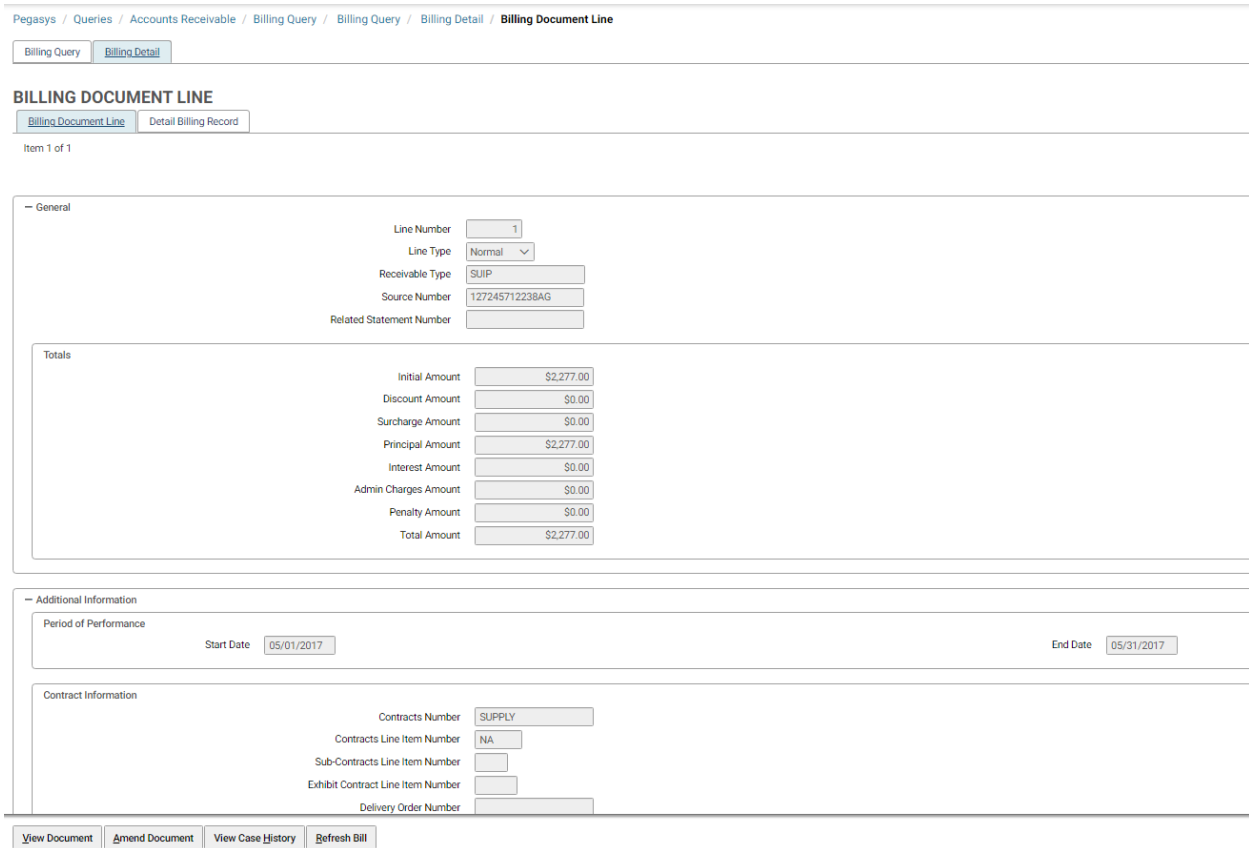 Pegasys / Queries / Accounts Receivable / Billing Query / Billing Query / Billing Detail / Billing Document Line
Billing Query Billing Detail
BILLING DOCUMENT LINE
Billing Document Line Detail Billing Record
Item 1 of 1
— General
Line Number 1
Line Type Normal
Receivable Type SUIP
Source Number 127245712238AG
Related Statement Number
Totals
Initial Amount $2,277.00
Discount Amount $0.00
Surcharge Amount $0.00
Principal Amount $2,277.00
Interest Amount $0.00
Admin Charges Amount $0.00
Penalty Amount $0.00
Total Amount $2,277.00
— Additional Information
Period of Performance
Start Date 05/01/2017 End Date 05/31/2017
Contract Information
Contracts Number SUPPLY
Contracts Line Item Number NA
Sub-Contracts Line Item Number
Exhibit Contract Line Item Number
Delivery Order Number
View Document Amend Document View Case History Refresh Bill